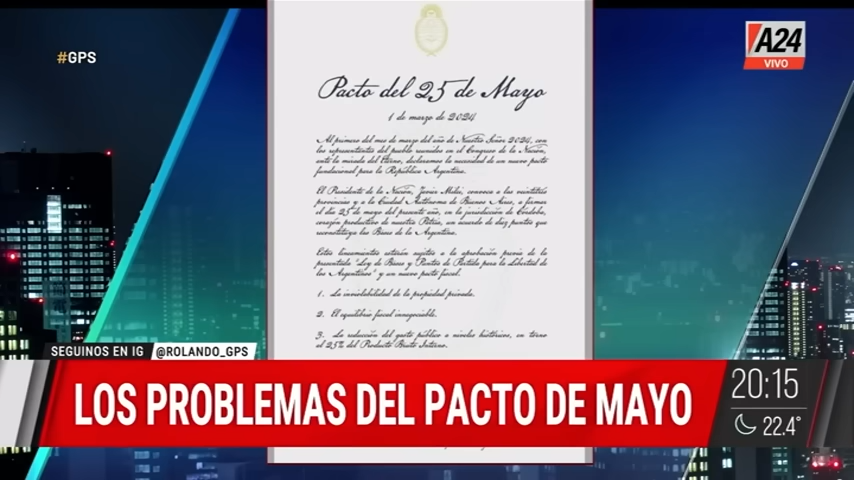 #GPS
A24
VIVO
Pacto del 25 de Mayo
1 de marzo de 2024
Al primero del mes de marzo del año de Nuestro Señor 2024, con
los representantes del pueblo reunidos en el Congreso de la Nación,
ante la mirada del Eterno, declaramos la necesidad de un nuevo pacto
fundacional para la República Argentina.
El Presidente de la Nación, Javier Milei, convoca a las veintitrés
provincias y a la Ciudad Autónoma de Buenos Aires, a firmar
el día 25 de mayo del presente año, en la jurisdicción de Córdoba,
corazón productivo de nuestra Patria, un acuerdo de diez puntos que
reconstituya las Bases de la Argentina.
Estos lineamientos estarán sujetos a la aprobación previa de la
presentada "Ley de Bases y Puntos de Partida para la Libertad de
los Argentinos" y un nuevo pacto fiscal.
1. La inviolabilidad de la propiedad privada.
2. El equilibrio fiscal innegociable.
3. La reducción del gasto público a niveles históricos, en torno
al 25% del Producto Bruto Interno.
SEGUINOS EN IG @ROLANDO_GPS
LOS PROBLEMAS DEL PACTO DE MAYO
20:15
22.4°